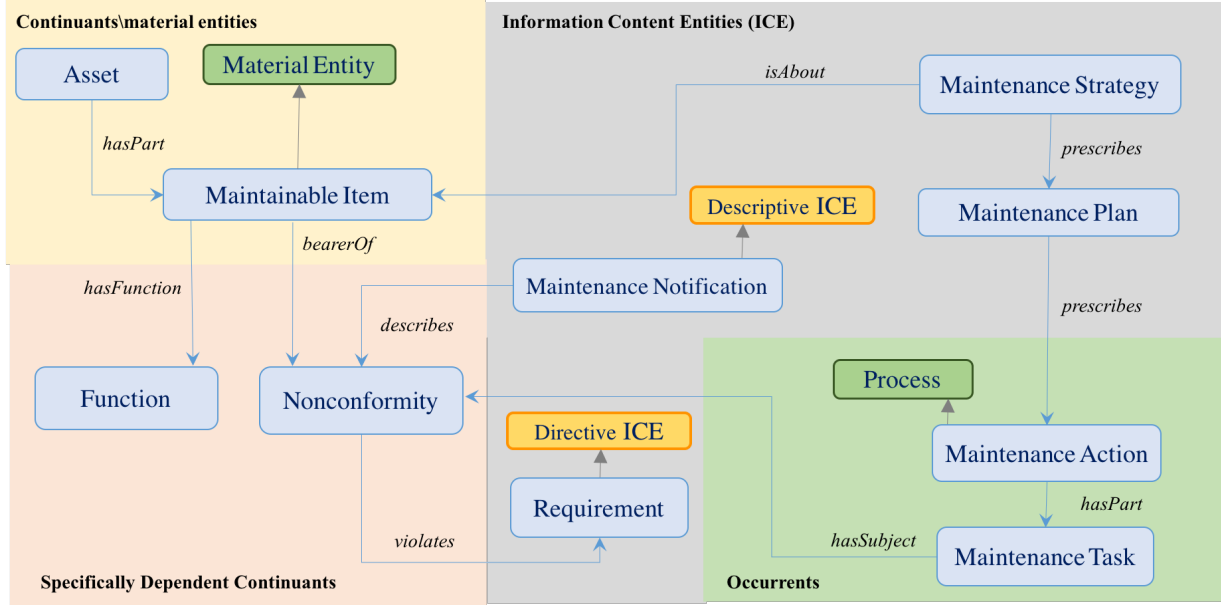 Continuants\material entities
Information Content Entities (ICE)
Asset
Material Entity
isAbout
Maintenance Strategy
hasPart
prescribes
Maintainable Item
Descriptive ICE
Maintenance Plan
bearerOf
hasFunction
Maintenance Notification
prescribes
describes
Process
Function
Nonconformity
Directive ICE
Maintenance Action
Requirement
hasPart
violates
hasSubject
Maintenance Task
Specifically Dependent Continuants
Occurrents